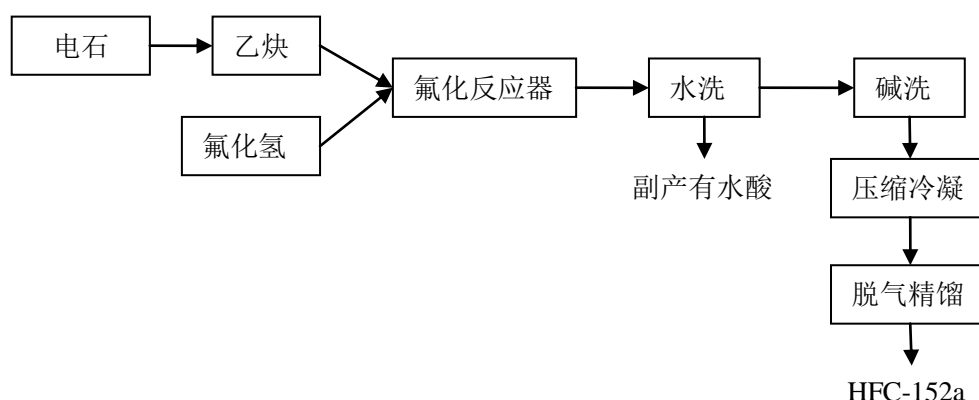 电石
乙炔
氟化氢
氟化反应器
水洗
碱洗
副产有水酸
压缩冷凝
脱气精馏
HFC-152a